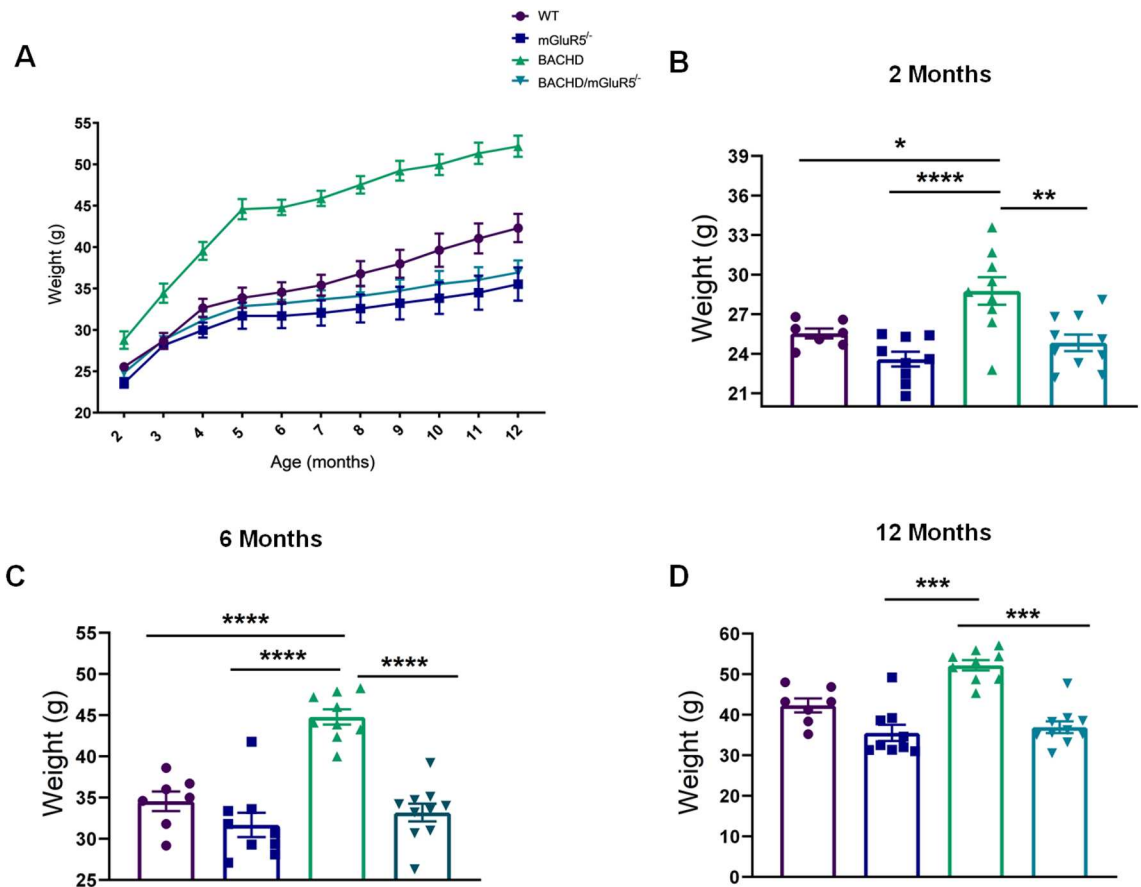 WT
mGluR5-/-
BACHD
BACHD/mGluR5-/-
A
Weight (g)
55
50
45
40
35
30
25
20
2 3 4 5 6 7 8 9 10 11 12
Age (months)
B
2 Months
Weight (g)
39
36
33
30
27
24
21
*
****
**
C
6 Months
Weight (g)
55
50
45
40
35
30
25
****
**** ****
D
12 Months
Weight (g)
60
50
40
30
20
10
0
***
***